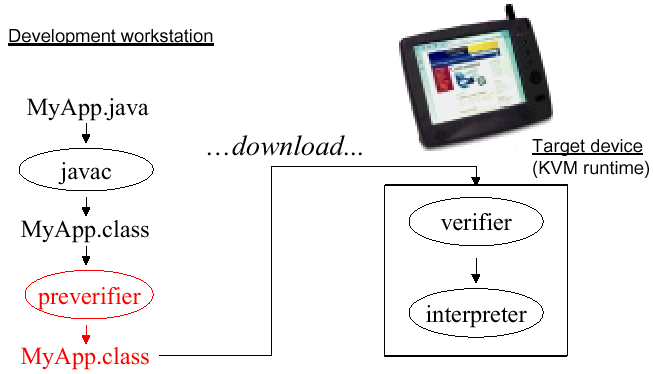 Development workstation
MyApp.java
javac
MyApp.class
preverifier
MyApp.class
...download...
Target device
(KVM runtime)
verifier
interpreter